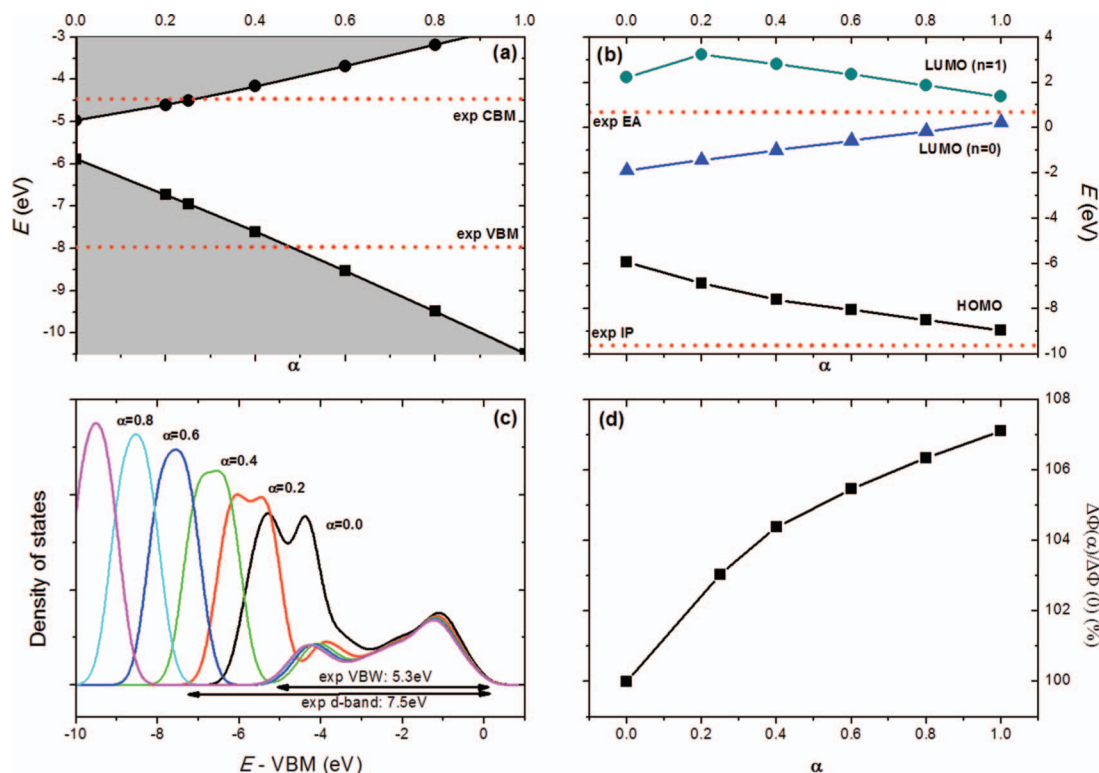 0.0 0.2 0.4 0.6 0.8 1.0
(a)
-3
-4
-5
-6
-7
-8
-9
-10
E (eV)
exp CBM
exp VBM
α
0.0 0.2 0.4 0.6 0.8 1.0
(b)
LUMO (n=1)
exp EA
LUMO (n=0)
HOMO
exp IP
4
2
0
-2
-4
-6
-8
-10
E (eV)
α
(c)
Density of states
α=0.8
α=0.6
α=0.4
α=0.2
α=0.0
exp VBW: 5.3eV
exp d-band: 7.5eV
-10 -8 -6 -4 -2 0
E - VBM (eV)
(d)
108
106
104
102
100
ΔΦ(α)/ΔΦ (0) (%)
0.0 0.2 0.4 0.6 0.8 1.0
α